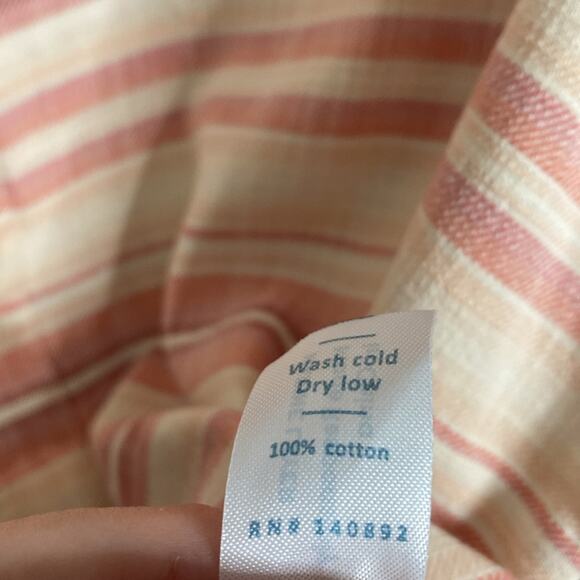 Wash cold
Dry low
100% cotton
RN# 140892